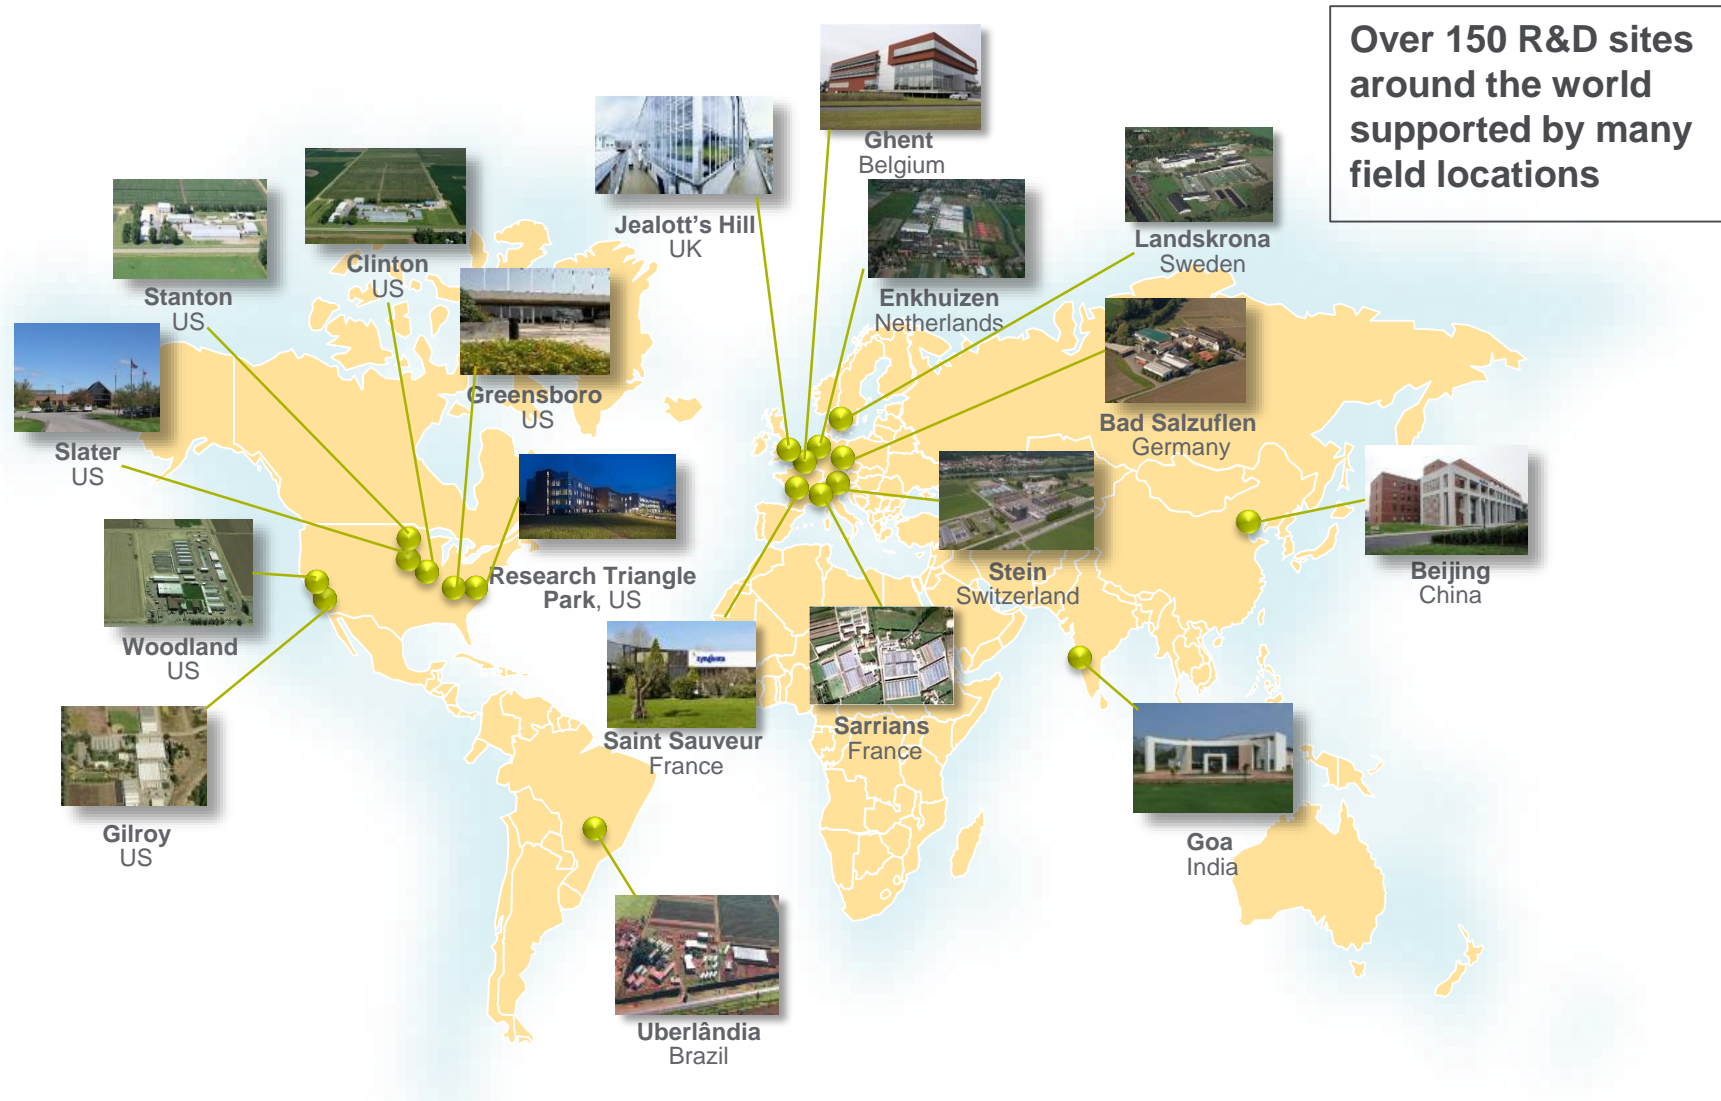 Over 150 R&D sites
around the world
supported by many
field locations
Ghent
Belgium
Jealott's Hill
UK
Landskrona
Sweden
Clinton
US
Stanton
US
Enkhuizen
Netherlands
Greensboro
US
Bad Salzuflen
Germany
Slater
US
Research Triangle
Park, US
Stein
Switzerland
Beijing
China
Woodland
US
syngenta
Saint Sauveur
France
Sarrians
France
Gilroy
US
Goa
India
Uberlândia
Brazil